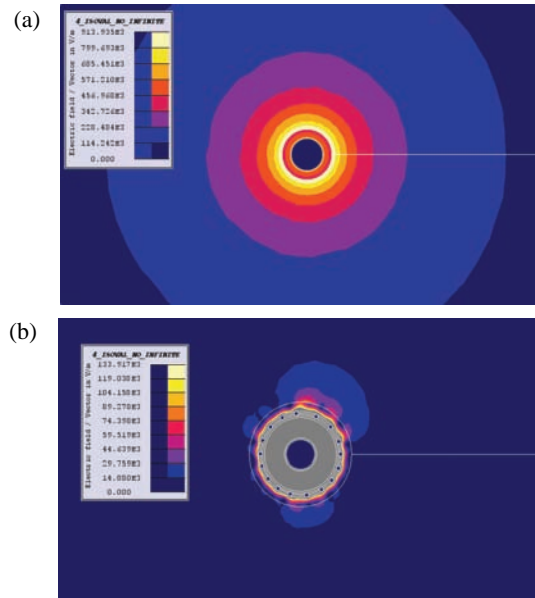 (a)
4_ISOVAL_NO_INFINITE
Electric field / Vector in V/m
913.935E3
799.693E3
685.451E3
571.210E3
456.968E3
342.726E3
228.484E3
114.242E3
0.000
(b)
4_ISOVAL_NO_INFINITE
Electric field / Vector in V/m
133.917E3
119.038E3
104.158E3
89.278E3
74.398E3
59.519E3
44.639E3
29.759E3
14.880E3
0.000